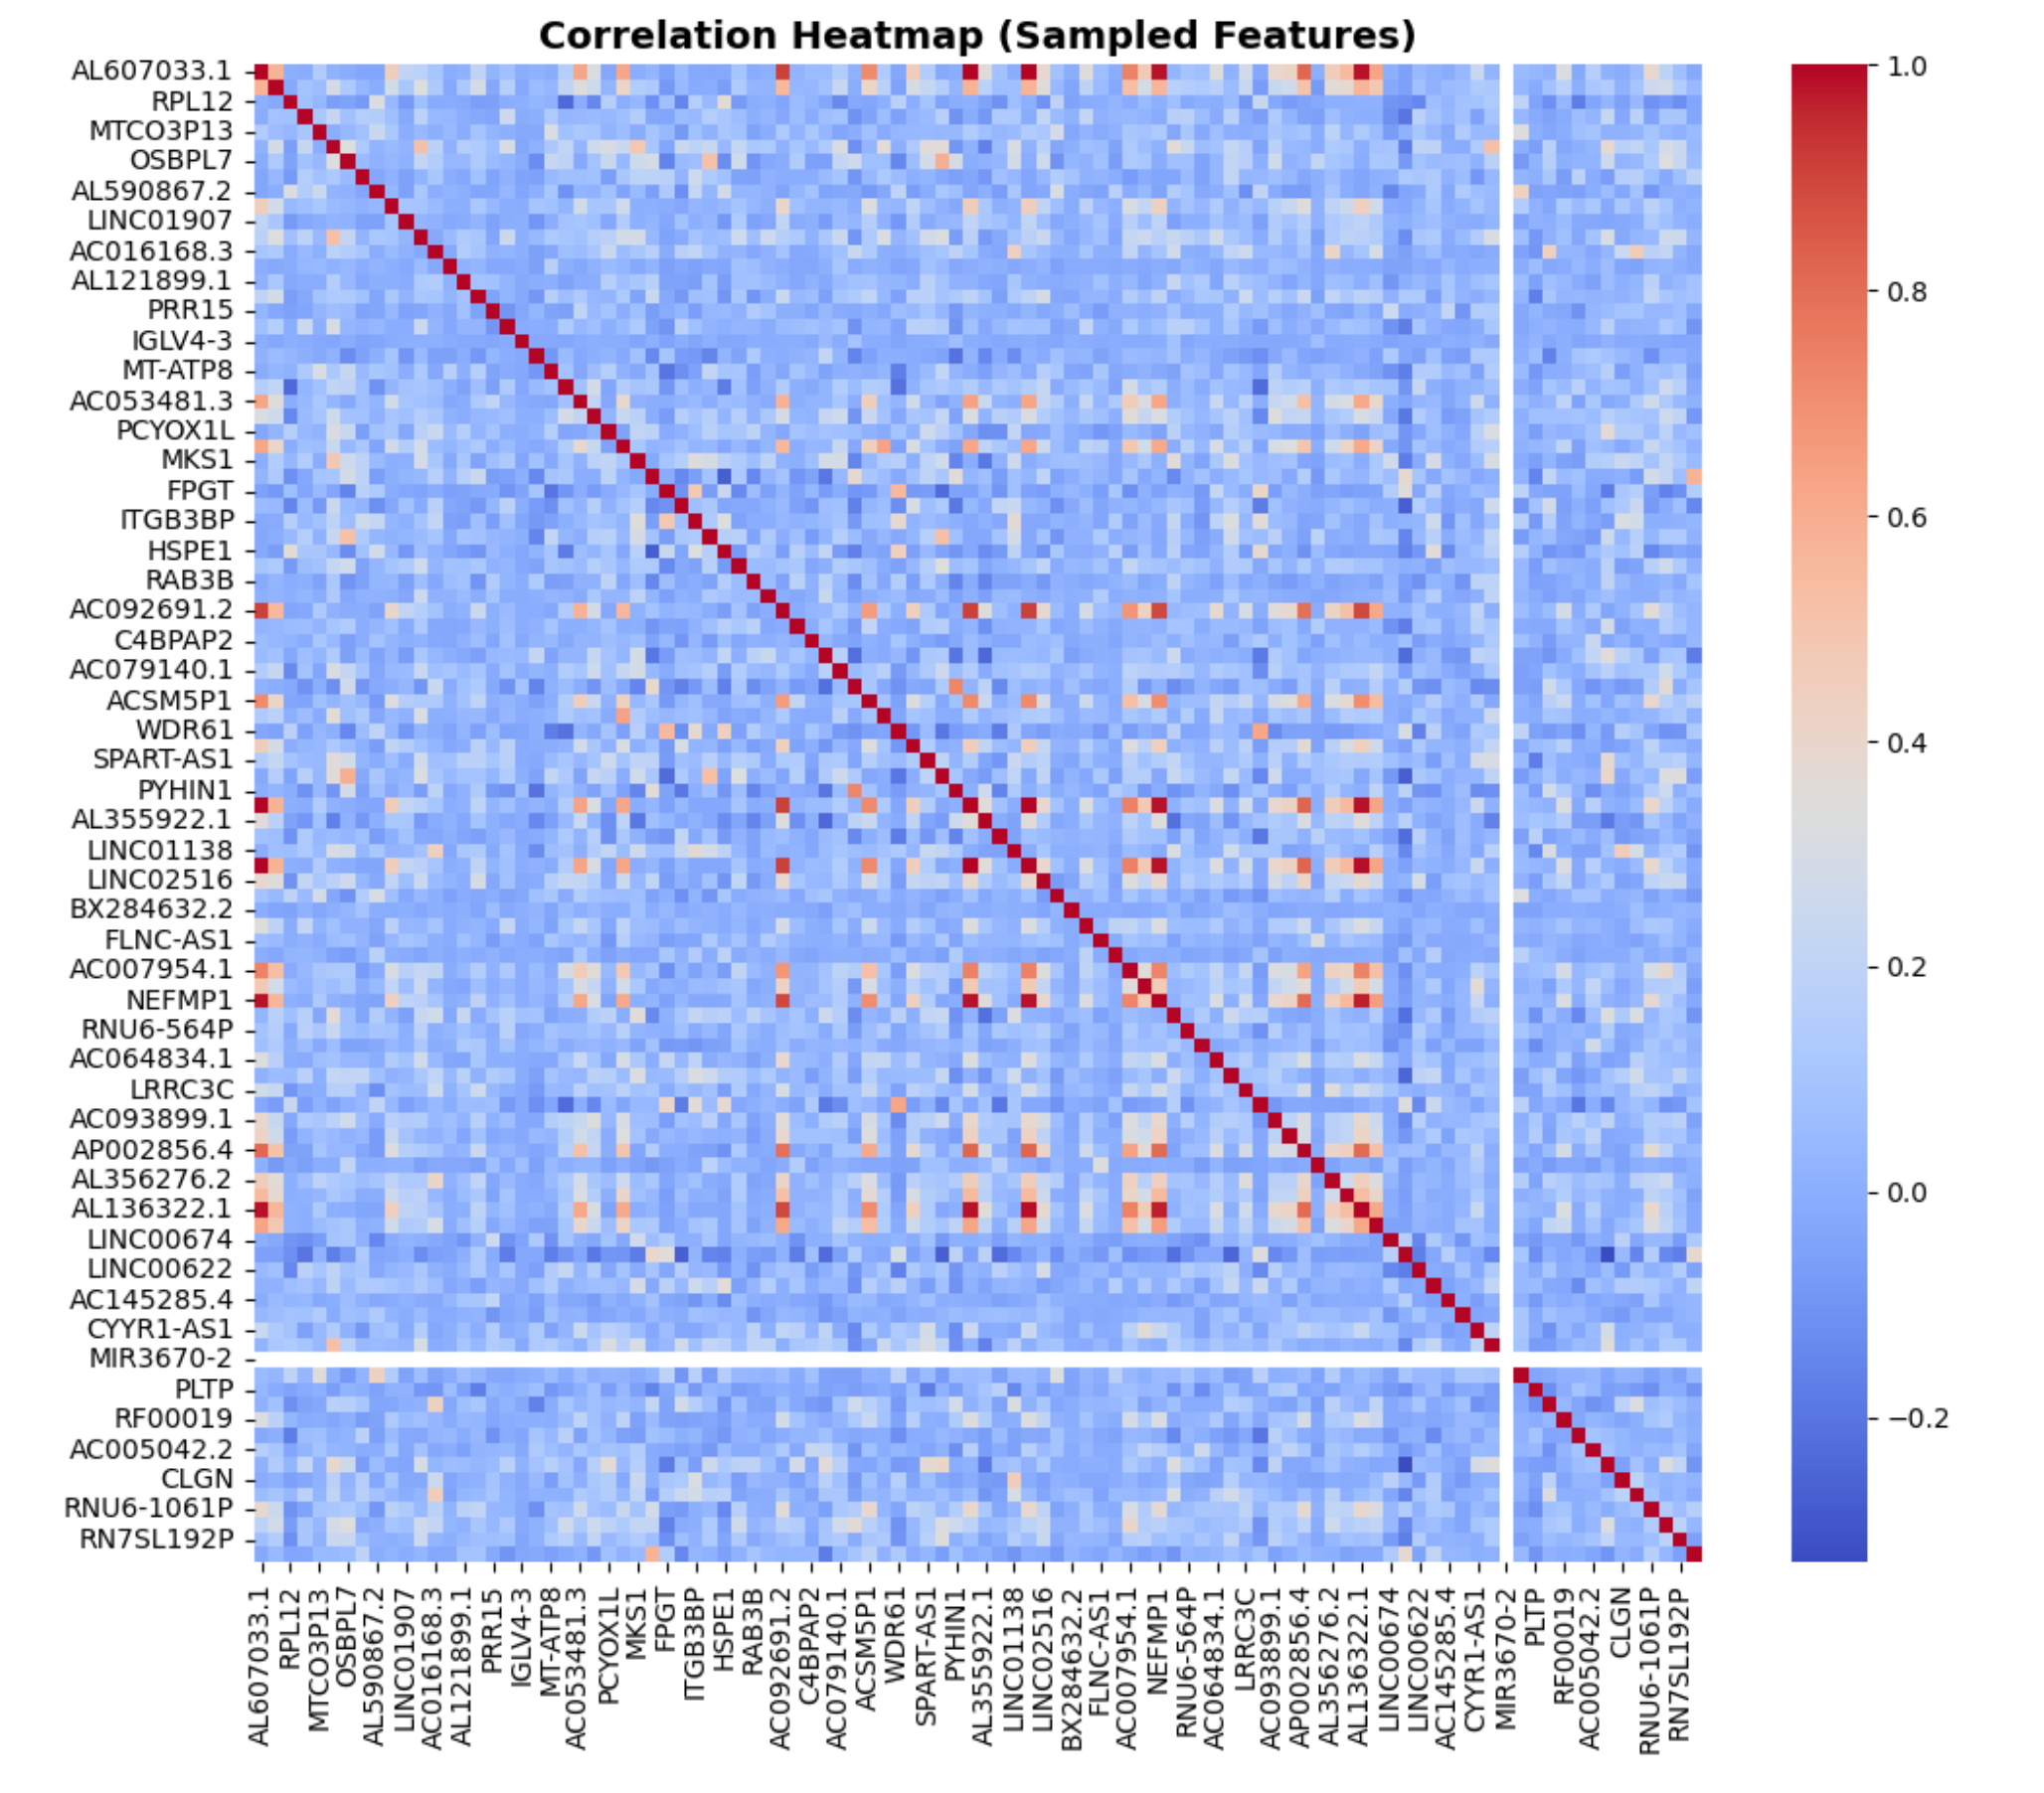 Correlation Heatmap (Sampled Features)
AL607033.1
RPL12
MTCO3P13
OSBPL7
AL590867.2
LINC01907
AC016168.3
AL121899.1
PRR15
IGLV4-3
MT-ATP8
AC053481.3
PCYOX1L
MKS1
FPGT
ITGB3BP
HSPE1
RAB3B
AC092691.2
C4BPAP2
AC079140.1
ACSM5P1
WDR61
SPART-AS1
PYHIN1
AL355922.1
LINC01138
LINC02516
BX284632.2
FLNC-AS1
AC007954.1
NEFMP1
RNU6-564P
AC064834.1
LRRC3C
AC093899.1
AP002856.4
AL356276.2
AL136322.1
LINC00674
LINC00622
AC145285.4
CYYR1-AS1
MIR3670-2
PLTP
RF00019
AC005042.2
CLGN
RNU6-1061P
RN7SL192P
AL607033.1
RPL12
MTCO3P13
OSBPL7
AL590867.2
LINC01907
AC016168.3
AL121899.1
PRR15
IGLV4-3
MT-ATP8
AC053481.3
PCYOX1L
MKS1
FPGT
ITGB3BP
HSPE1
RAB3B
AC092691.2
C4BPAP2
AC079140.1
ACSM5P1
WDR61
SPART-AS1
PYHIN1
AL355922.1
LINC01138
LINC02516
BX284632.2
FLNC-AS1
AC007954.1
NEFMP1
RNU6-564P
AC064834.1
LRRC3C
AC093899.1
AP002856.4
AL356276.2
AL136322.1
LINC00674
LINC00622
AC145285.4
CYYR1-AS1
MIR3670-2
PLTP
RF00019
AC005042.2
CLGN
RNU6-1061P
RN7SL192P
1.0
0.8
0.6
0.4
0.2
0.0
−0.2